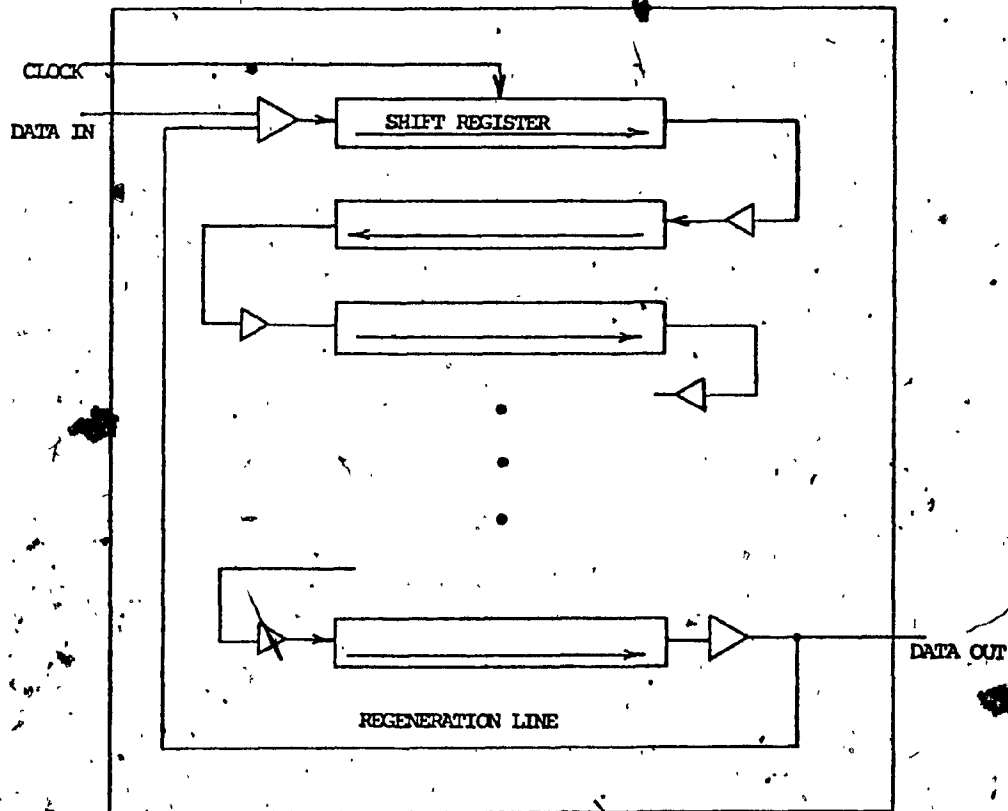 CLOCK
DATA IN
SHIFT REGISTER
DATA OUT
REGENERATION LINE